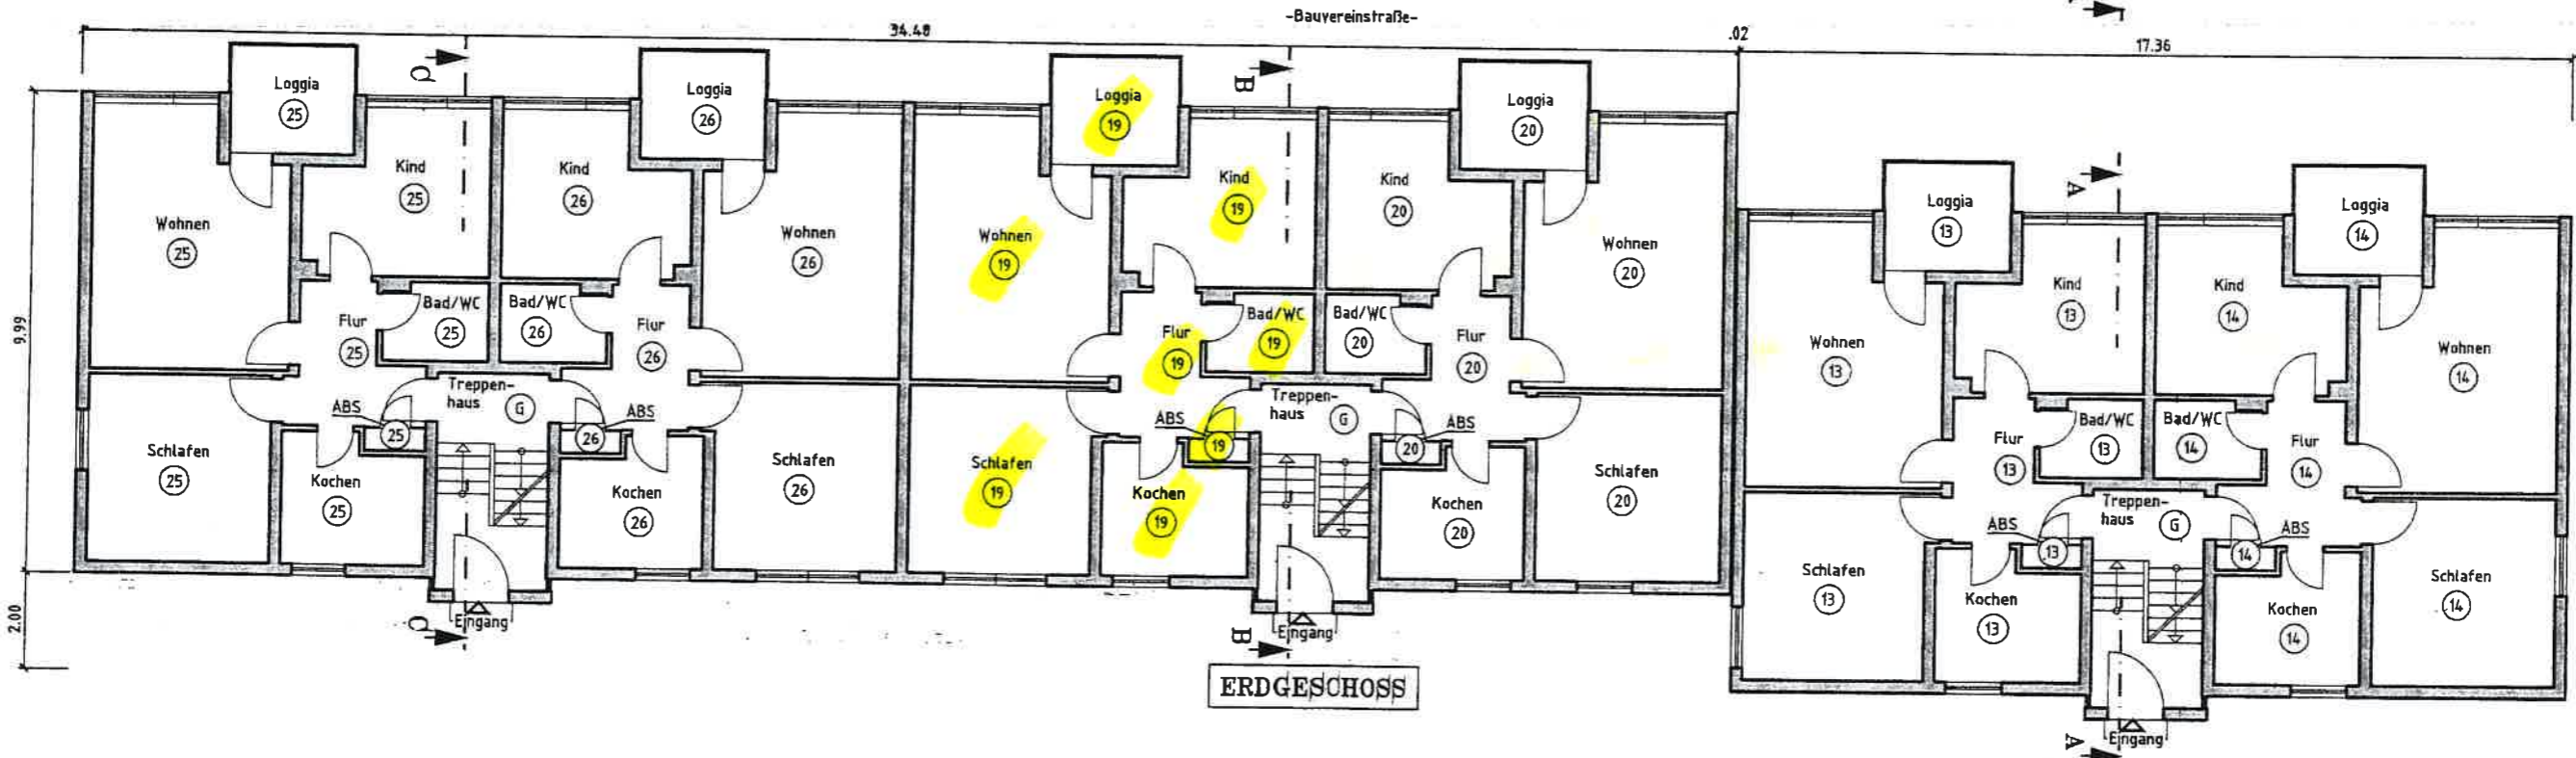 -Bauvereinstraße-
34.48
.02
17.36
C
B
A
Loggia
25
Loggia
26
Loggia
19
Loggia
20
Loggia
13
Loggia
14
Kind
25
Kind
26
Kind
19
Kind
20
Kind
13
Kind
14
Wohnen
25
Wohnen
26
Wohnen
19
Wohnen
20
Wohnen
13
Wohnen
14
9.99
Flur
25
Bad/WC
25
Bad/WC
26
Flur
26
Flur
19
Bad/WC
19
Bad/WC
20
Flur
20
Flur
13
Bad/WC
13
Bad/WC
14
Flur
14
Treppen-
haus
G
ABS
25
ABS
26
Treppen-
haus
G
ABS
19
ABS
20
Treppen-
haus
G
ABS
13
ABS
14
Schlafen
25
Kochen
25
Kochen
26
Schlafen
26
Schlafen
19
Kochen
19
Kochen
20
Schlafen
20
Schlafen
13
Kochen
13
Kochen
14
Schlafen
14
2.00
C
Eingang
B
Eingang
A
Eingang
ERDGESCHOSS